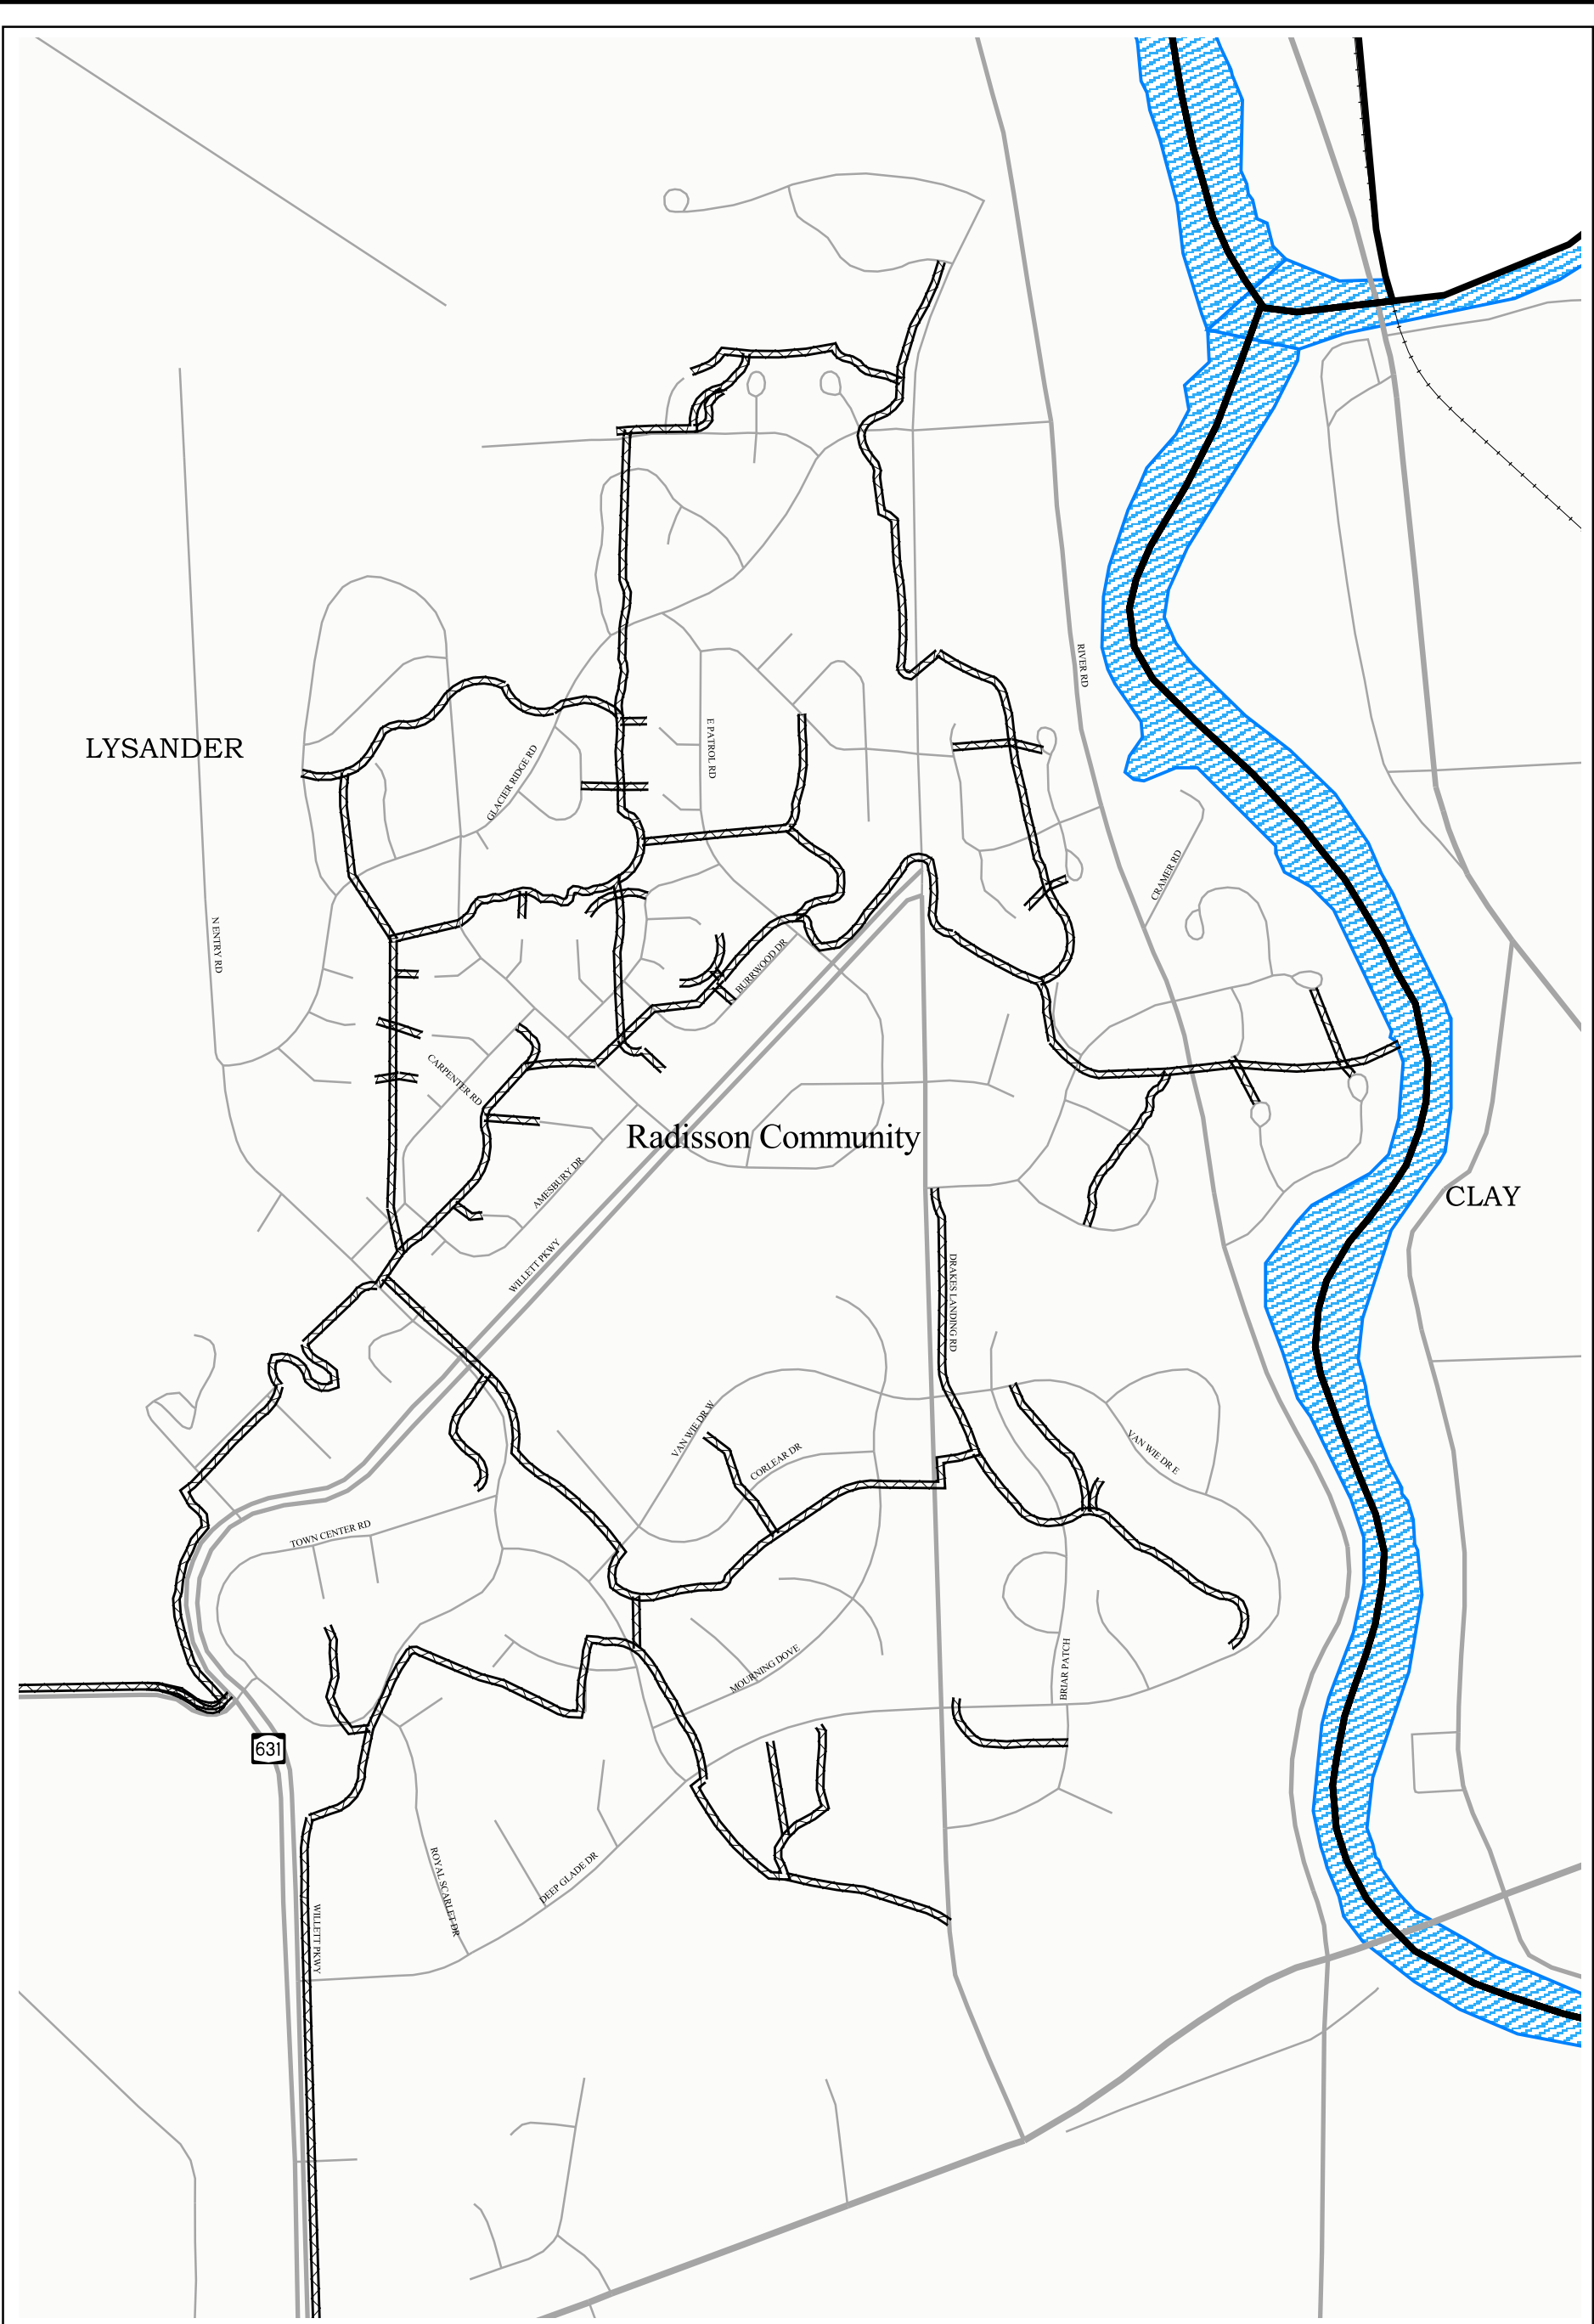 RIVER RD
LYSANDER
E PATROL RD
GLACIER RIDGE RD
CRAMER RD
N ENTRY RD
BURRWOOD DR
CARPENTER RD
Radisson Community
AMESBURY DR
CLAY
WILLETT PKWY
DRAKES LANDING RD
VAN WIE DR W
CORLEAR DR
VAN WIE DR E
TOWN CENTER RD
MOURNING DOVE
BRIAR PATCH
631
ROYAL SCARLET DR
DEEP GLADE DR
WILLETT PKWY